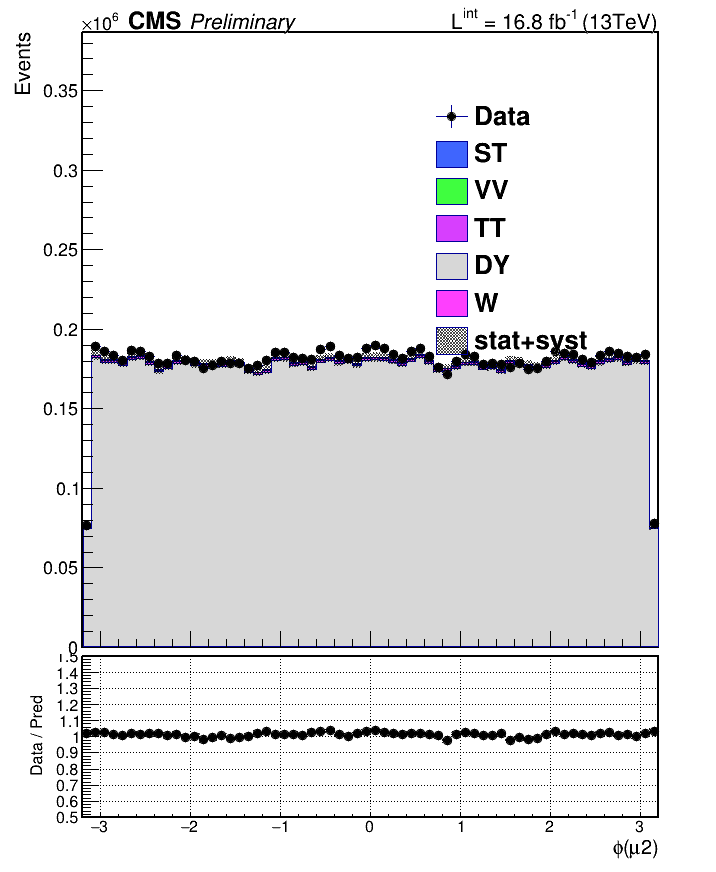 ×10⁶ CMS Preliminary L^int = 16.8 fb⁻¹ (13TeV)
Events
0.35
0.3
0.25
0.2
0.15
0.1
0.05
0
Data
ST
VV
TT
DY
W
stat+syst
Data / Pred
1.5
1.4
1.3
1.2
1.1
1
0.9
0.8
0.7
0.6
0.5
−3 −2 −1 0 1 2 3
ϕ(μ2)